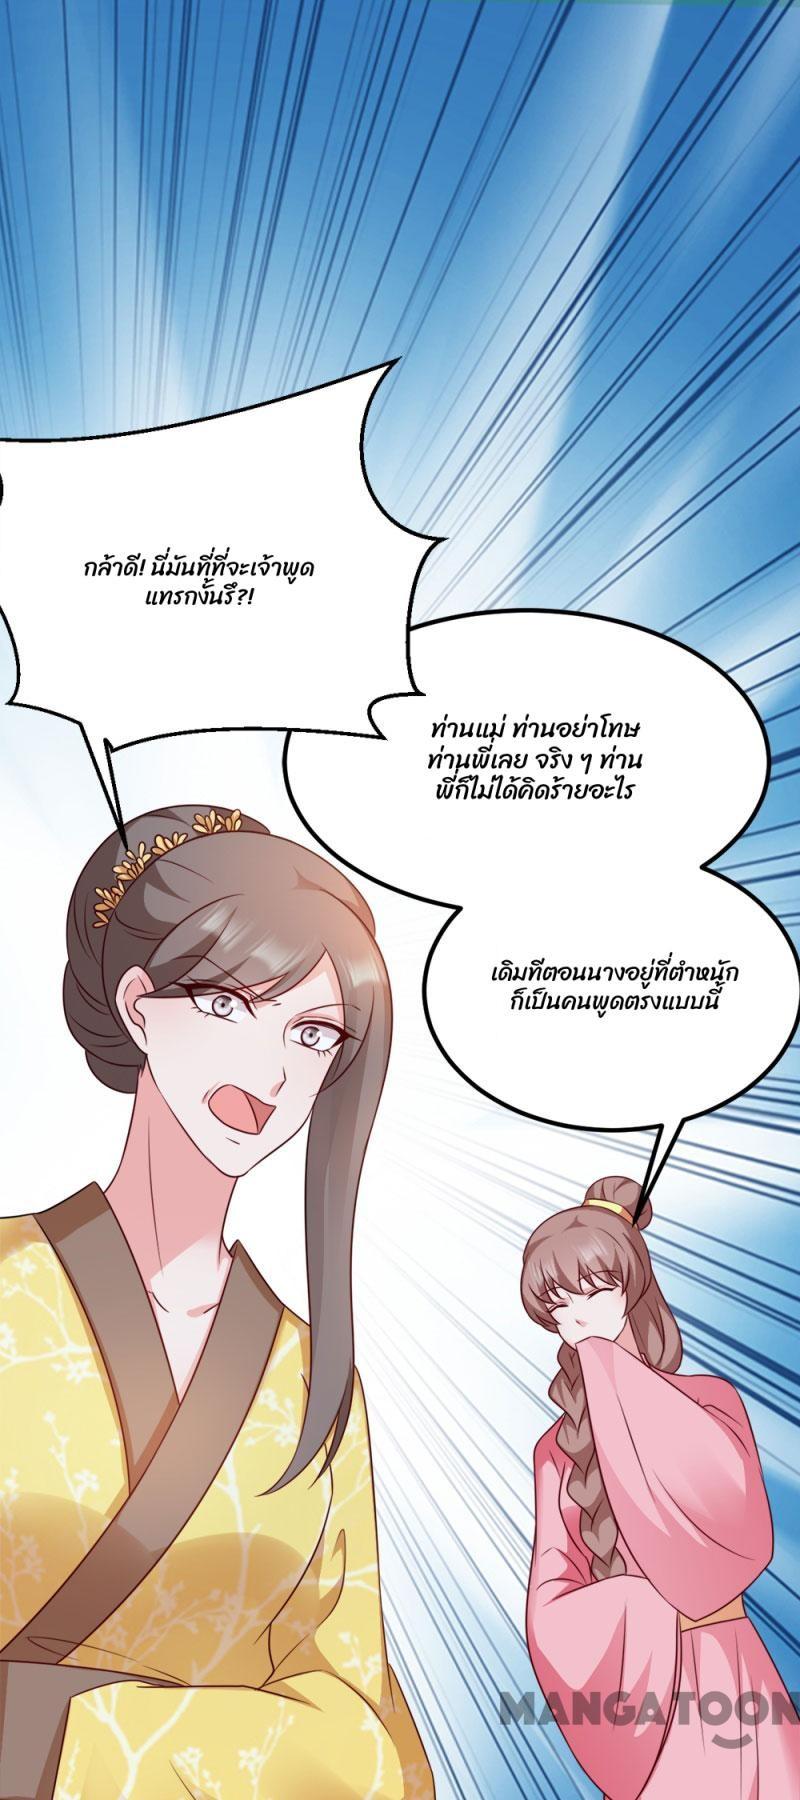 กล้าดี! นี่มันที่ที่จะเจ้าพูด
แทรกงั้นรึ?!
ท่านแม่ ท่านอย่าโทษ
ท่านพี่เลย จริง ๆ ท่าน
พี่ก็ไม่ได้คิดร้ายอะไร
เดิมทีตอนนางอยู่ที่ตำหนัก
ก็เป็นคนพูดตรงแบบนี้
MANGATOON